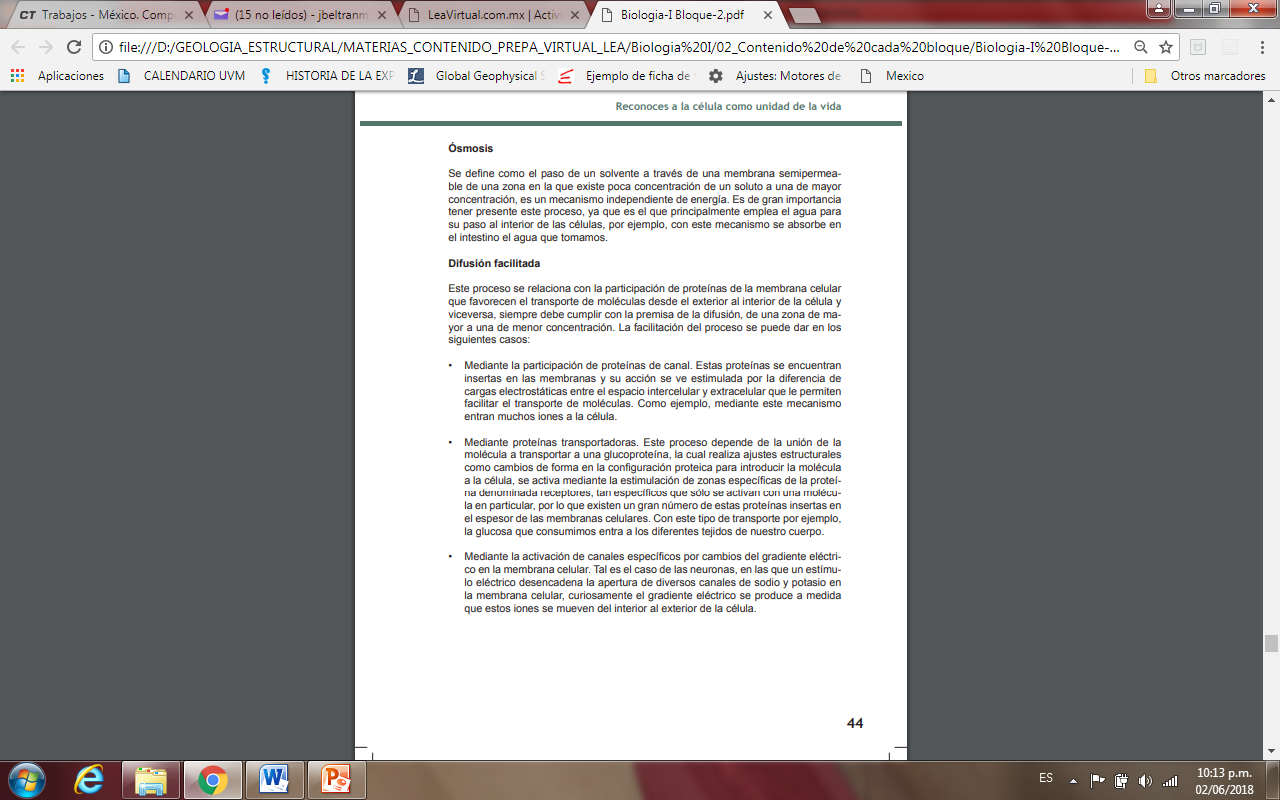 CT Trabajos - México. Comp
(15 no leídos) - jbeltranm
LeaVirtual.com.mx | Activ
Biologia-I Bloque-2.pdf
file:///D:/GEOLOGIA_ESTRUCTURAL/MATERIAS_CONTENIDO_PREPA_VIRTUAL_LEA/Biologia%20I/02_Contenido%20de%20cada%20bloque/Biologia-I%20Bloque-...
Aplicaciones
CALENDARIO UVM
HISTORIA DE LA EXP
Global Geophysical S
Ejemplo de ficha de
Ajustes: Motores de
Mexico
Otros marcadores
Reconoces a la célula como unidad de la vida
Ósmosis
Se define como el paso de un solvente a través de una membrana semipermea-
ble de una zona en la que existe poca concentración de un soluto a una de mayor
concentración, es un mecanismo independiente de energía. Es de gran importancia
tener presente este proceso, ya que es el que principalmente emplea el agua para
su paso al interior de las células, por ejemplo, con este mecanismo se absorbe en
el intestino el agua que tomamos.
Difusión facilitada
Este proceso se relaciona con la participación de proteínas de la membrana celular
que favorecen el transporte de moléculas desde el exterior al interior de la célula y
viceversa, siempre debe cumplir con la premisa de la difusión, de una zona de ma-
yor a una de menor concentración. La facilitación del proceso se puede dar en los
siguientes casos:
• Mediante la participación de proteínas de canal. Estas proteínas se encuentran
insertas en las membranas y su acción se ve estimulada por la diferencia de
cargas electrostáticas entre el espacio intercelular y extracelular que le permiten
facilitar el transporte de moléculas. Como ejemplo, mediante este mecanismo
entran muchos iones a la célula.
• Mediante proteínas transportadoras. Este proceso depende de la unión de la
molécula a transportar a una glucoproteína, la cual realiza ajustes estructurales
como cambios de forma en la configuración proteica para introducir la molécula
a la célula, se activa mediante la estimulación de zonas específicas de la proteí-
na denominada receptores, tan específicos que sólo se activan con una molécu-
la en particular, por lo que existen un gran número de estas proteínas insertas en
el espesor de las membranas celulares. Con este tipo de transporte por ejemplo,
la glucosa que consumimos entra a los diferentes tejidos de nuestro cuerpo.
• Mediante la activación de canales específicos por cambios del gradiente eléctri-
co en la membrana celular. Tal es el caso de las neuronas, en las que un estímu-
lo eléctrico desencadena la apertura de diversos canales de sodio y potasio en
la membrana celular, curiosamente el gradiente eléctrico se produce a medida
que estos iones se mueven del interior al exterior de la célula.
44
ES
10:13 p.m.
02/06/2018